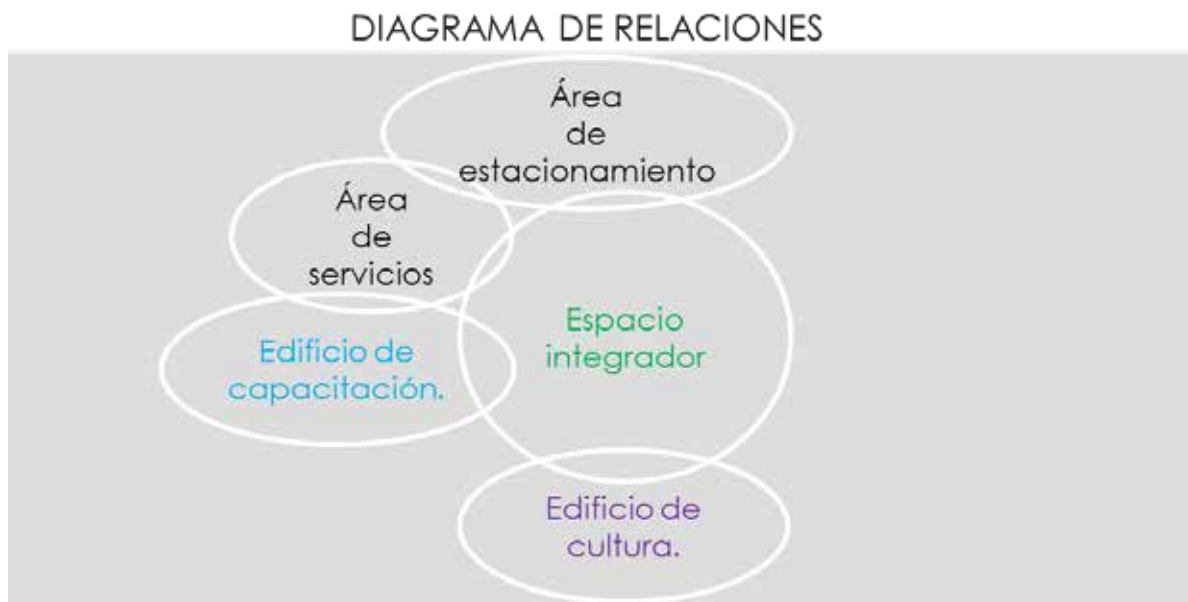 DIAGRAMA DE RELACIONES
Área
de
estacionamiento
Área
de
servicios
Espacio
integrador
Edificio de
capacitación.
Edificio de
cultura.